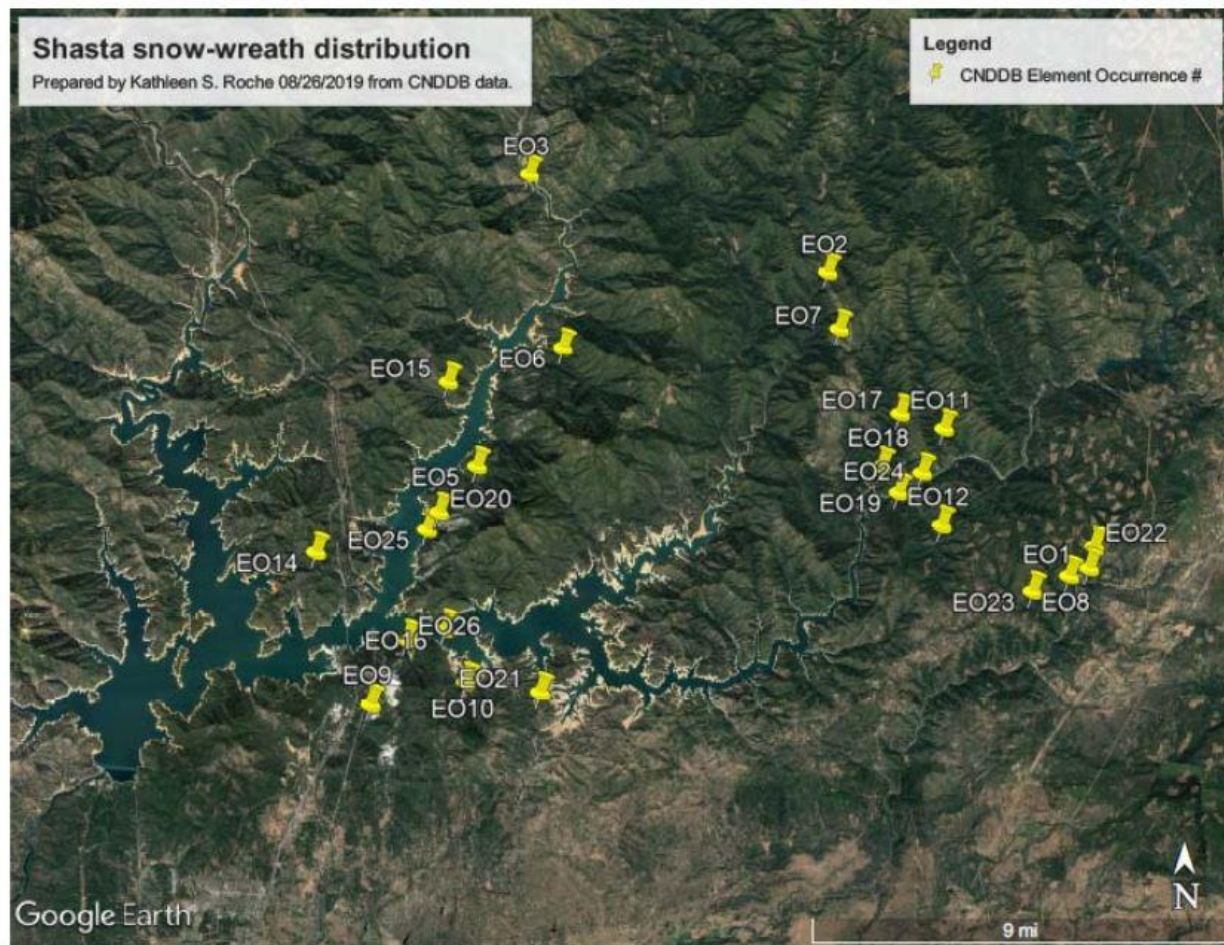 Shasta snow-wreath distribution
Prepared by Kathleen S. Roche 08/26/2019 from CNDDB data.
Legend
CNDDB Element Occurrence #
EO3
EO2
EO7
EO6
EO15
EO17 EO11
EO18
EO5 EO24
EO20 EO19 EO12
EO25 EO22
EO14 EO1
EO23 EO8
EO16 EO26
EO9 EO21
EO10
N
Google Earth
9 mi